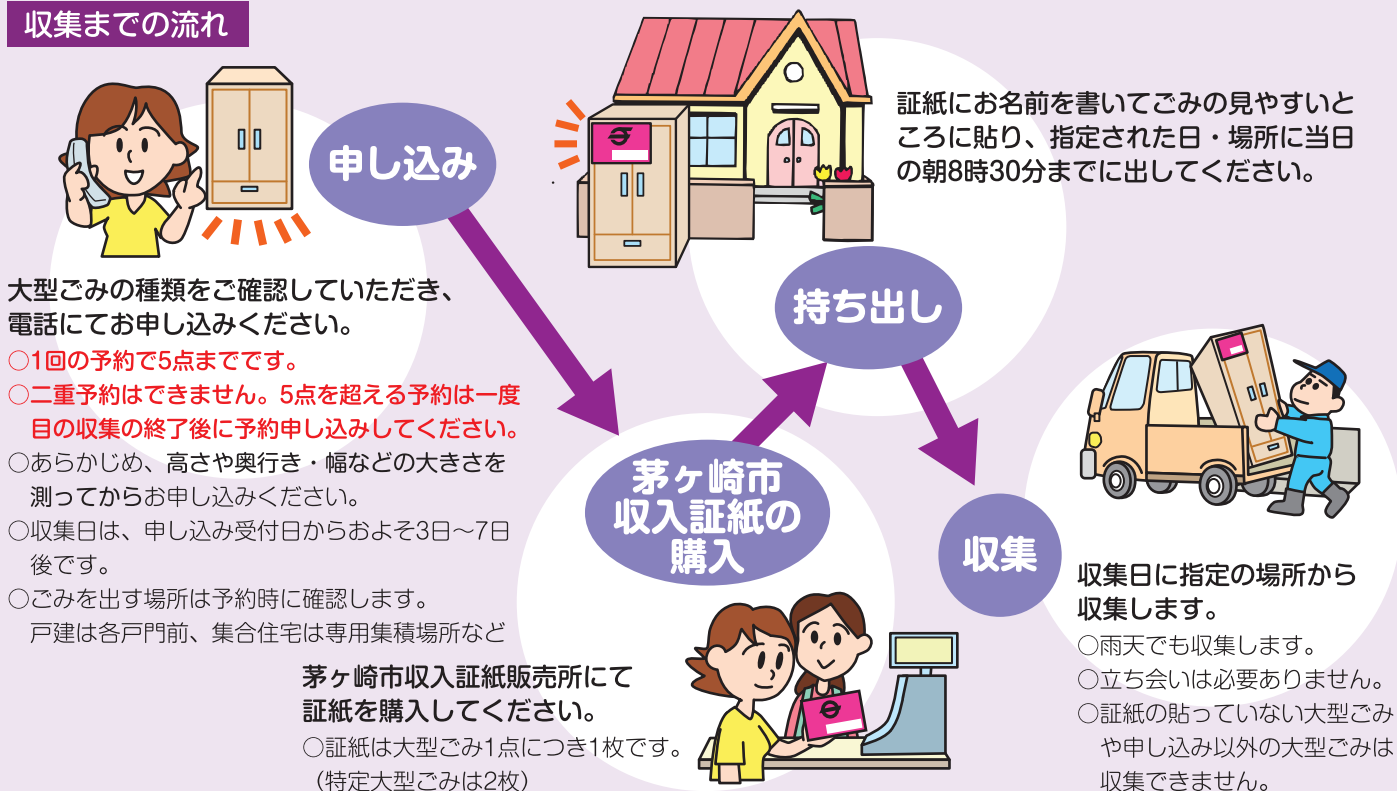 収集までの流れ
申し込み
大型ごみの種類をご確認していただき、
電話にてお申し込みください。
○1回の予約で5点までです。
○二重予約はできません。5点を超える予約は一度
目の収集の終了後に予約申し込みしてください。
○あらかじめ、高さや奥行き・幅などの大きさを
測ってからお申し込みください。
○収集日は、申し込み受付日からおよそ3日〜7日
後です。
○ごみを出す場所は予約時に確認します。
戸建は各戸門前、集合住宅は専用集積場所など
茅ヶ崎市
収入証紙の
購入
茅ヶ崎市収入証紙販売所にて
証紙を購入してください。
○証紙は大型ごみ1点につき1枚です。
（特定大型ごみは2枚）
証紙にお名前を書いてごみの見やすいと
ころに貼り、指定された日・場所に当日
の朝8時30分までに出してください。
持ち出し
収集
収集日に指定の場所から
収集します。
○雨天でも収集します。
○立ち会いは必要ありません。
○証紙の貼っていない大型ごみ
や申し込み以外の大型ごみは
収集できません。